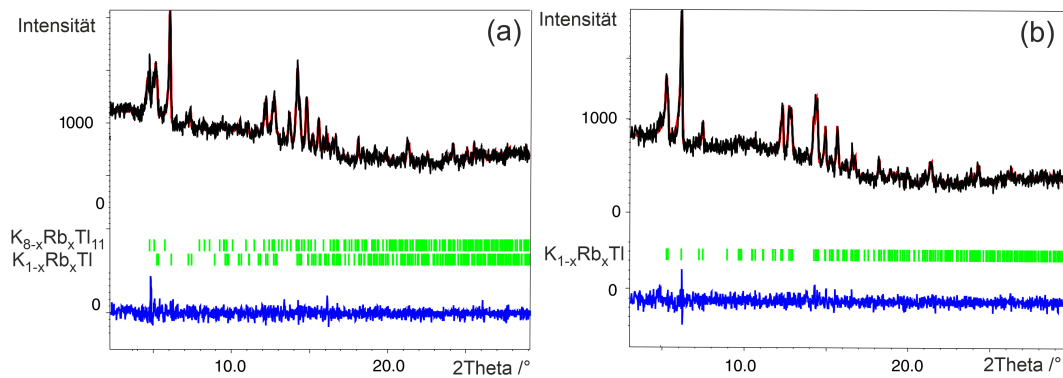 Intensität
(a)
1000
0
K8-xRbxTl11
K1-xRbxTl
0
10.0
20.0
2Theta /°
Intensität
(b)
1000
0
K1-xRbxTl
0
10.0
20.0
2Theta /°